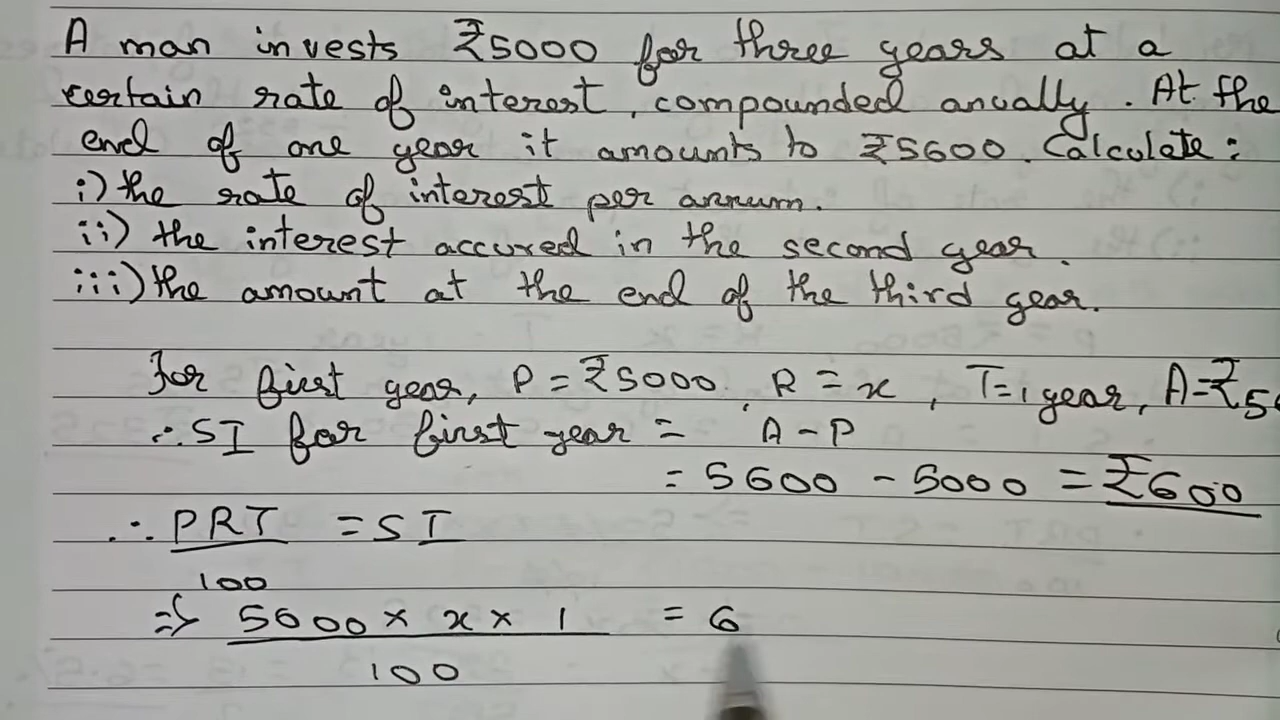 A man invests ₹5000 for three years at a
certain rate of interest, compounded anually. At the
end of one year it amounts to ₹5600. Calculate:
i) the rate of interest per annum.
ii) the interest accured in the second year.
iii) the amount at the end of the third year.
For first year, P = ₹5000, R = x, T = 1 year, A = ₹5
∴ SI for first year = A - P
= 5600 - 5000 = ₹600
∴ PRT = SI
100
⇒ 5000 × x × 1 = 6
100